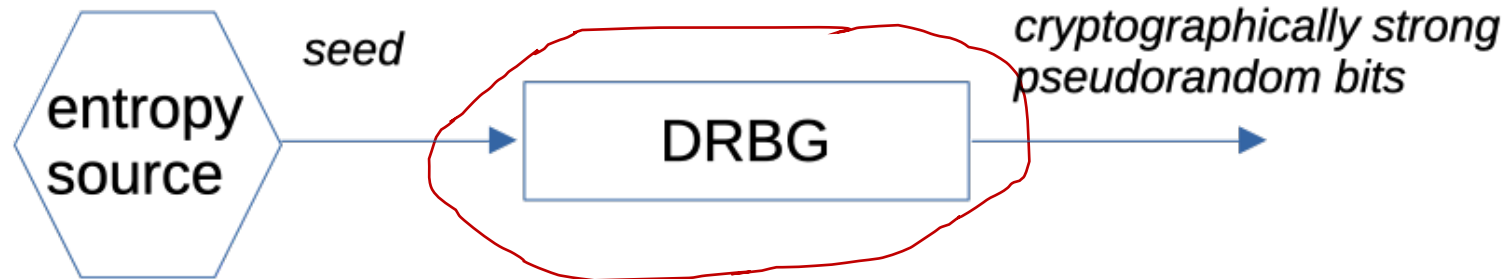 entropy
source
seed
DRBG
cryptographically strong
pseudorandom bits